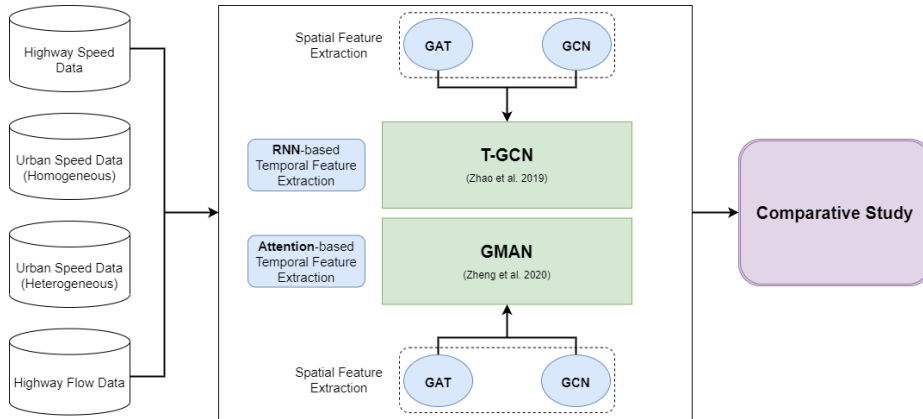 Highway Speed
Data
Urban Speed Data
(Homogeneous)
Urban Speed Data
(Heterogeneous)
Highway Flow Data
Spatial Feature
Extraction
GAT
GCN
RNN-based
Temporal Feature
Extraction
T-GCN
(Zhao et al. 2019)
Attention-based
Temporal Feature
Extraction
GMAN
(Zheng et al. 2020)
Spatial Feature
Extraction
GAT
GCN
Comparative Study